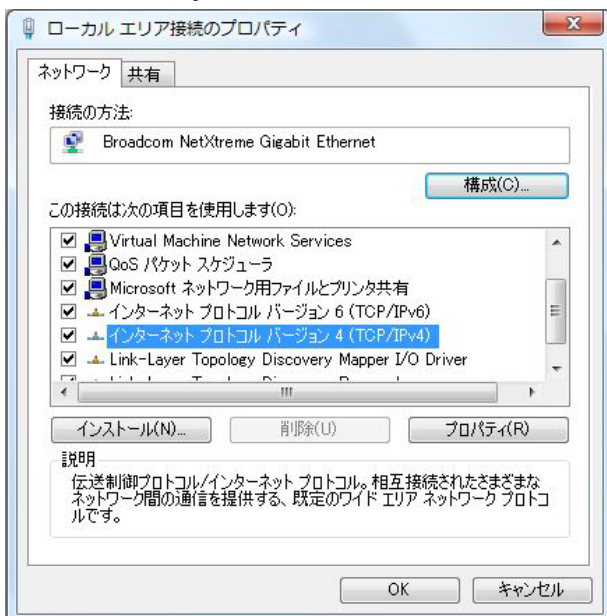 ローカル エリア接続のプロパティ
ネットワーク 共有
接続の方法:
Broadcom NetXtreme Gigabit Ethernet
構成(C)...
この接続は次の項目を使用します(O):
Virtual Machine Network Services
QoS パケット スケジューラ
Microsoft ネットワーク用ファイルとプリンタ共有
インターネット プロトコル バージョン 6 (TCP/IPv6)
インターネット プロトコル バージョン 4 (TCP/IPv4)
Link-Layer Topology Discovery Mapper I/O Driver
インストール(N)... 削除(U) プロパティ(R)
説明
伝送制御プロトコル/インターネット プロトコル。相互接続されたさまざまな
ネットワーク間の通信を提供する、既定のワイド エリア ネットワーク プロトコ
ルです。
OK キャンセル